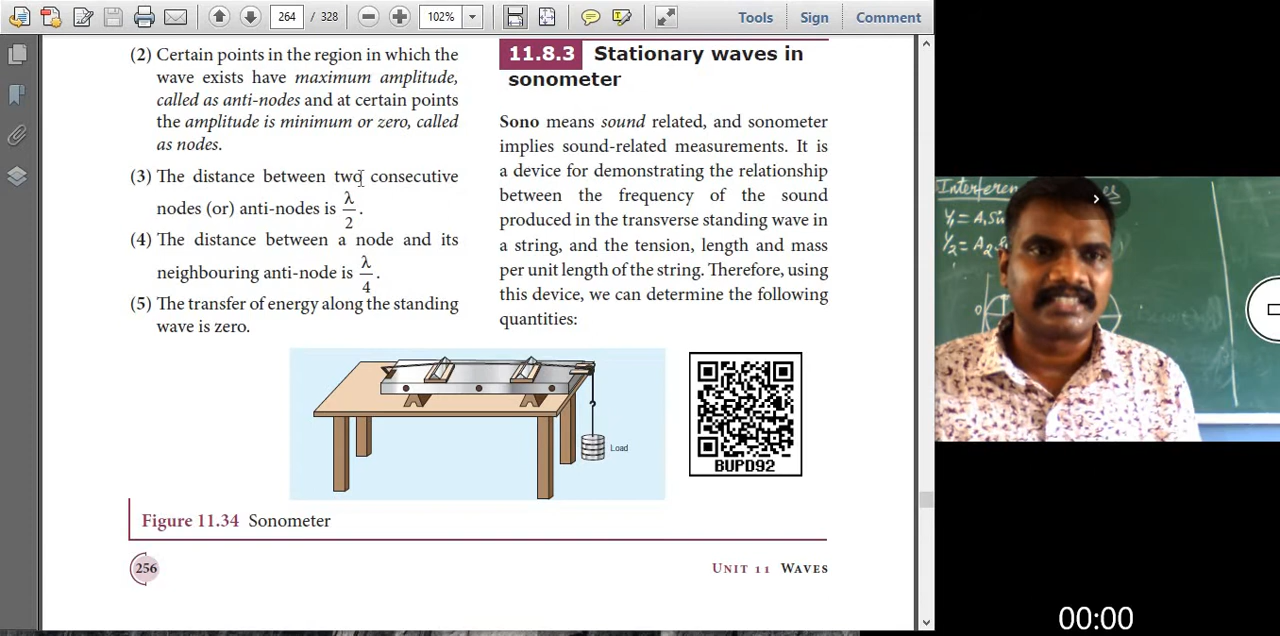 264 / 328
102%
Tools
Sign
Comment
(2) Certain points in the region in which the
wave exists have maximum amplitude,
called as anti-nodes and at certain points
the amplitude is minimum or zero, called
as nodes.
(3) The distance between two consecutive
nodes (or) anti-nodes is λ/2.
(4) The distance between a node and its
neighbouring anti-node is λ/4.
(5) The transfer of energy along the standing
wave is zero.
11.8.3 Stationary waves in
sonometer
Sono means sound related, and sonometer
implies sound-related measurements. It is
a device for demonstrating the relationship
between the frequency of the sound
produced in the transverse standing wave in
a string, and the tension, length and mass
per unit length of the string. Therefore, using
this device, we can determine the following
quantities:
Load
BUPD92
Figure 11.34 Sonometer
256
UNIT 11 WAVES
y₁ = A₁
y₂ = A₂
0
00:00